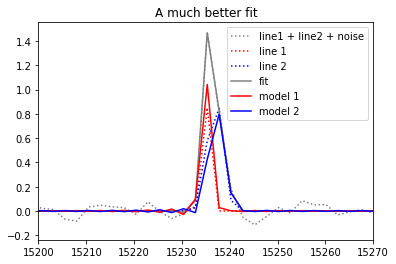 A much better fit
1.4
1.2
1.0
0.8
0.6
0.4
0.2
0.0
−0.2
line1 + line2 + noise
line 1
line 2
fit
model 1
model 2
15200 15210 15220 15230 15240 15250 15260 15270